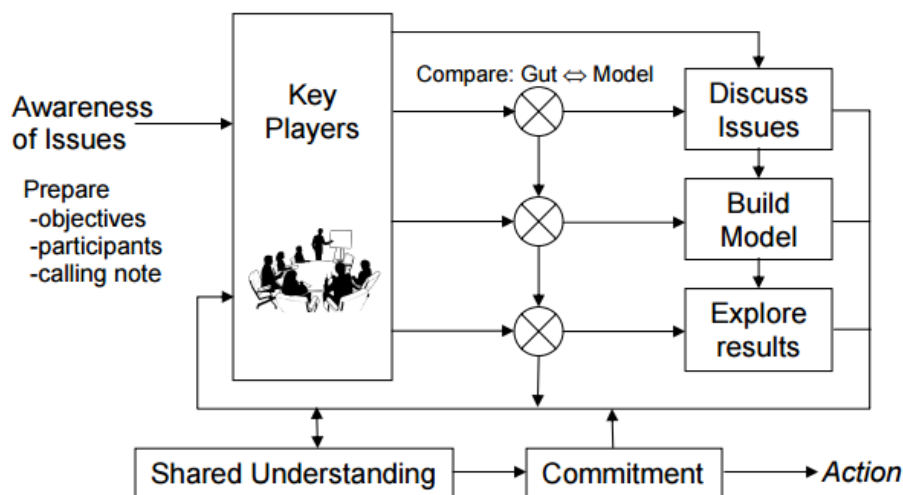 Awareness
of Issues
Prepare
-objectives
-participants
-calling note
Key
Players
Compare: Gut ⇔ Model
Discuss
Issues
Build
Model
Explore
results
Shared Understanding
Commitment
Action